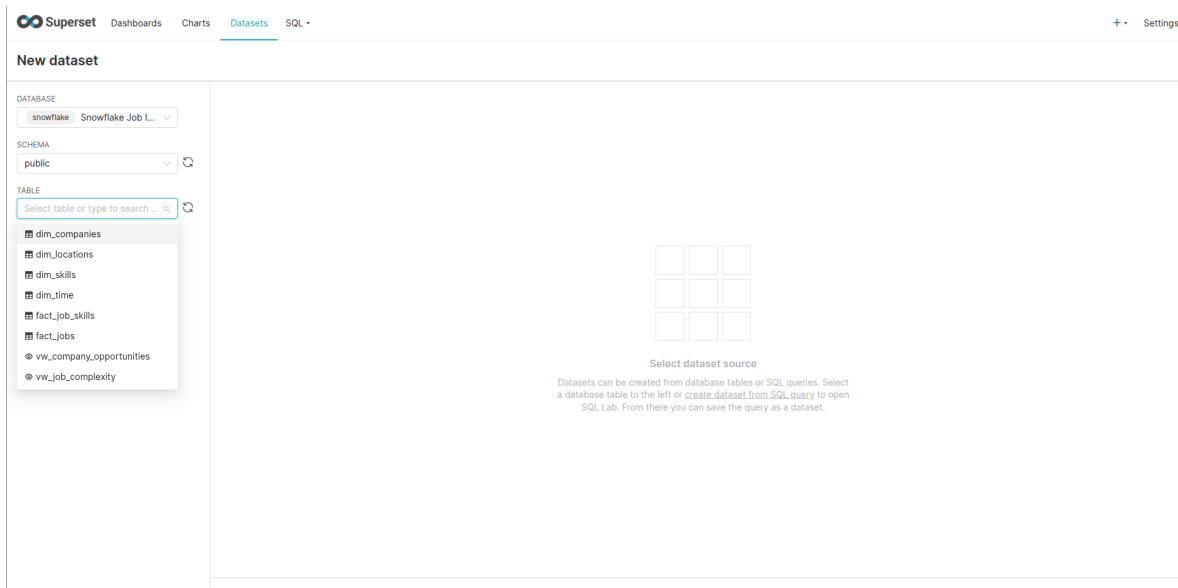 Superset Dashboards Charts Datasets SQL + Settings
New dataset
DATABASE
snowflake Snowflake Job I...
SCHEMA
public
TABLE
Select table or type to search ...
dim_companies
dim_locations
dim_skills
dim_time
fact_job_skills
fact_jobs
vw_company_opportunities
vw_job_complexity
Select dataset source
Datasets can be created from database tables or SQL queries. Select
a database table to the left or create dataset from SQL query to open
SQL Lab. From there you can save the query as a dataset.